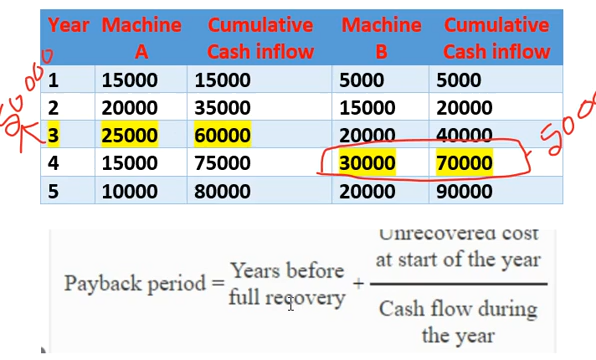 Year Machine A Cumulative Cash inflow Machine B Cumulative Cash inflow
1 15000 15000 5000 5000
2 20000 35000 15000 20000
3 25000 60000 20000 40000
4 15000 75000 30000 70000
5 10000 80000 20000 90000
50000
5000
Payback period = Years before full recovery + Unrecovered cost at start of the year
Cash flow during the year